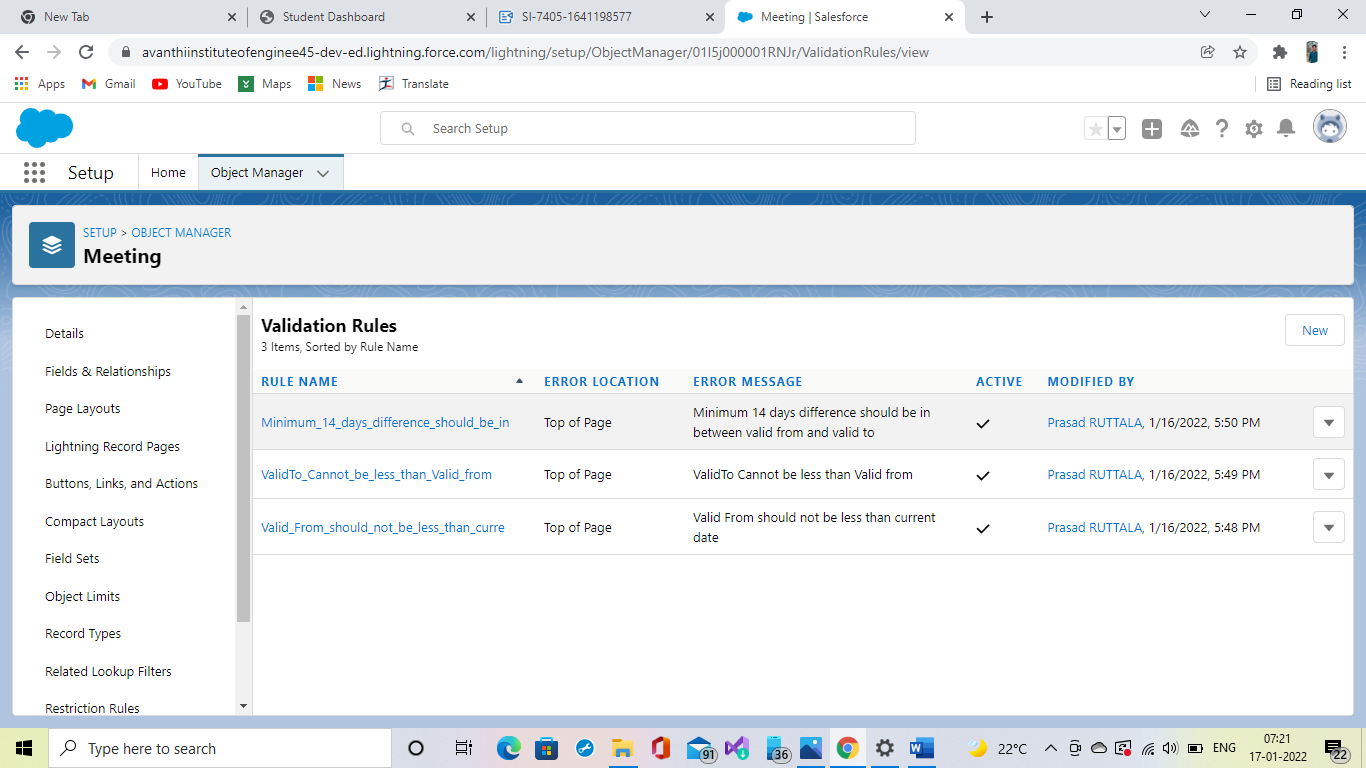 New Tab
Student Dashboard
SI-7405-1641198577
Meeting | Salesforce
avanthiinstituteofenginee45-dev-ed.lightning.force.com/lightning/setup/ObjectManager/01I5j000001RNJr/ValidationRules/view
Apps
Gmail
YouTube
Maps
News
Translate
Reading list
Search Setup
Setup
Home
Object Manager
SETUP > OBJECT MANAGER
Meeting
Details
Fields & Relationships
Page Layouts
Lightning Record Pages
Buttons, Links, and Actions
Compact Layouts
Field Sets
Object Limits
Record Types
Related Lookup Filters
Restriction Rules
Validation Rules
3 Items, Sorted by Rule Name
New
RULE NAME ERROR LOCATION ERROR MESSAGE ACTIVE MODIFIED BY
Minimum_14_days_difference_should_be_in Top of Page Minimum 14 days difference should be in Prasad RUTTALA, 1/16/2022, 5:50 PM
between valid from and valid to
ValidTo_Cannot_be_less_than_Valid_from Top of Page ValidTo Cannot be less than Valid from Prasad RUTTALA, 1/16/2022, 5:49 PM
Valid_From_should_not_be_less_than_curre Top of Page Valid From should not be less than current Prasad RUTTALA, 1/16/2022, 5:48 PM
date
Type here to search
91
36
22°C
ENG
07:21
17-01-2022
22